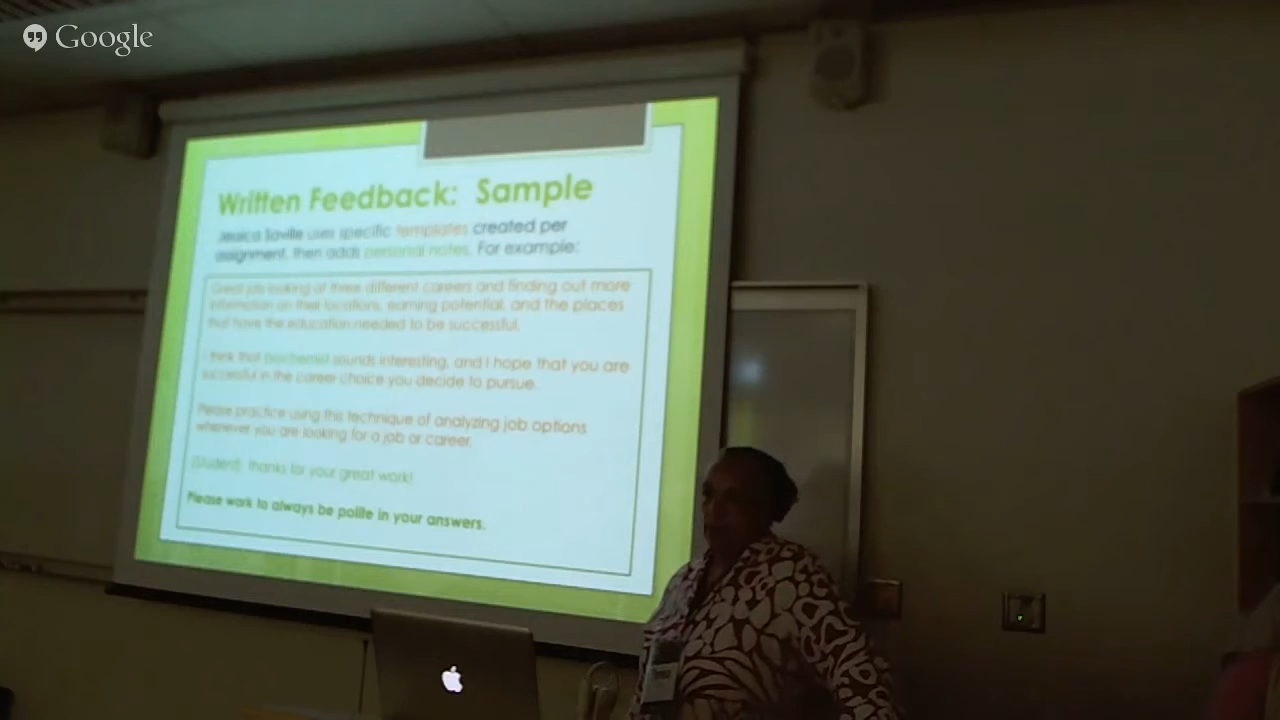 Google
Written Feedback: Sample
Jessica Saville uses specific templates created per
assignment, then adds personal notes. For example:
Great job looking at three different careers and finding out more
information on their locations, earning potential, and the places
that have the education needed to be successful.
I think that biochemist sounds interesting, and I hope that you are
successful in the career choice you decide to pursue.
Please practice using this technique of analyzing job options
whenever you are looking for a job or career.
(Student), thanks for your great work!
Please work to always be polite in your answers.